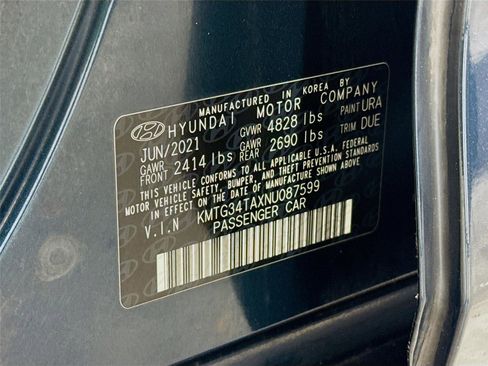 MANUFACTURED IN KOREA BY
HYUNDAI MOTOR COMPANY
JUN/2021 GVWR 4828 lbs PAINT URA
GAWR FRONT 2414 lbs GAWR REAR 2690 lbs TRIM DUE
THIS VEHICLE CONFORMS TO ALL APPLICABLE U.S.A. FEDERAL
MOTOR VEHICLE SAFETY, BUMPER, AND THEFT PREVENTION STANDARDS
IN EFFECT ON THE DATE OF MANUFACTURE SHOWN ABOVE.
V.I.N KMTG34TAXNU087599
PASSENGER CAR